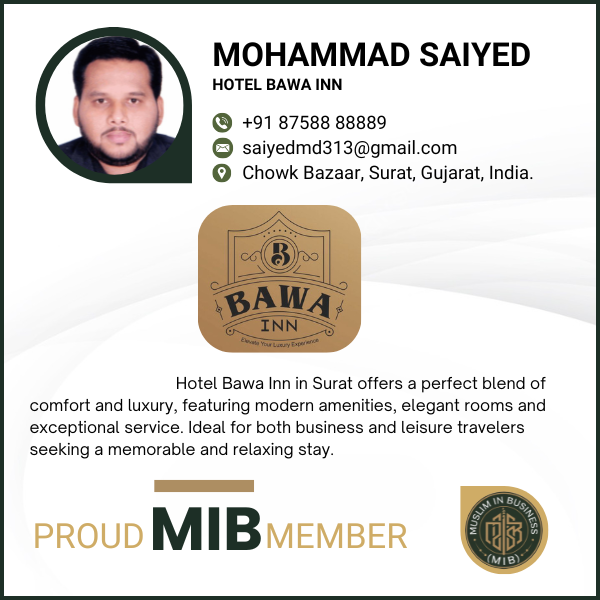 MOHAMMAD SAIYED
HOTEL BAWA INN
+91 87588 88889
saiyedmd313@gmail.com
Chowk Bazaar, Surat, Gujarat, India.
B
BAWA
INN
Elevate Your Luxury Experience
Hotel Bawa Inn in Surat offers a perfect blend of
comfort and luxury, featuring modern amenities, elegant rooms and
exceptional service. Ideal for both business and leisure travelers
seeking a memorable and relaxing stay.
PROUD MIB MEMBER
MUSLIM IN BUSINESS
(MIB)